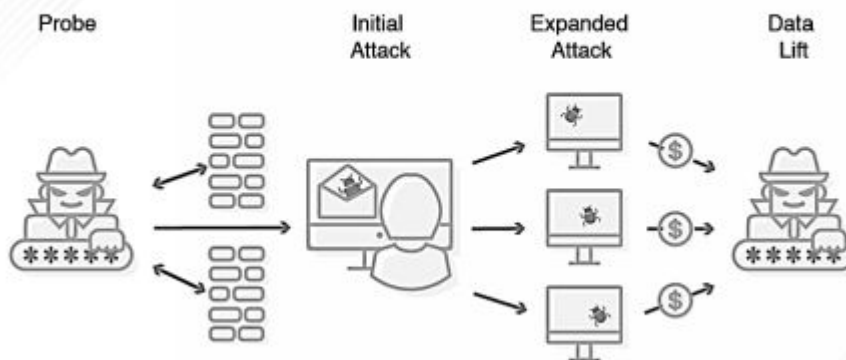 Probe
Initial
Attack
Expanded
Attack
Data
Lift
*****
$
$
$
*****